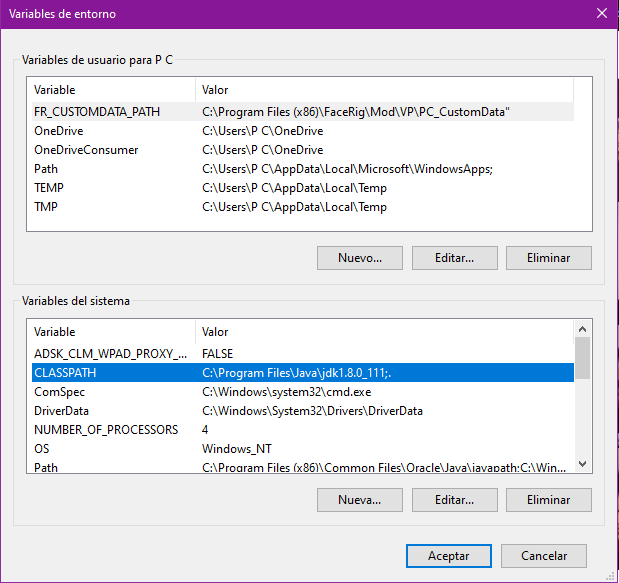 Variables de entorno
Variables de usuario para P C
Variable Valor
FR_CUSTOMDATA_PATH C:\Program Files (x86)\FaceRig\Mod\VP\PC_CustomData"
OneDrive C:\Users\P C\OneDrive
OneDriveConsumer C:\Users\P C\OneDrive
Path C:\Users\P C\AppData\Local\Microsoft\WindowsApps;
TEMP C:\Users\P C\AppData\Local\Temp
TMP C:\Users\P C\AppData\Local\Temp
Nuevo... Editar... Eliminar
Variables del sistema
Variable Valor
ADSK_CLM_WPAD_PROXY_... FALSE
CLASSPATH C:\Program Files\Java\jdk1.8.0_111;.
ComSpec C:\Windows\system32\cmd.exe
DriverData C:\Windows\System32\Drivers\DriverData
NUMBER_OF_PROCESSORS 4
OS Windows_NT
Path C:\Program Files (x86)\Common Files\Oracle\Java\javapath;C:\Win...
Nueva... Editar... Eliminar
Aceptar Cancelar